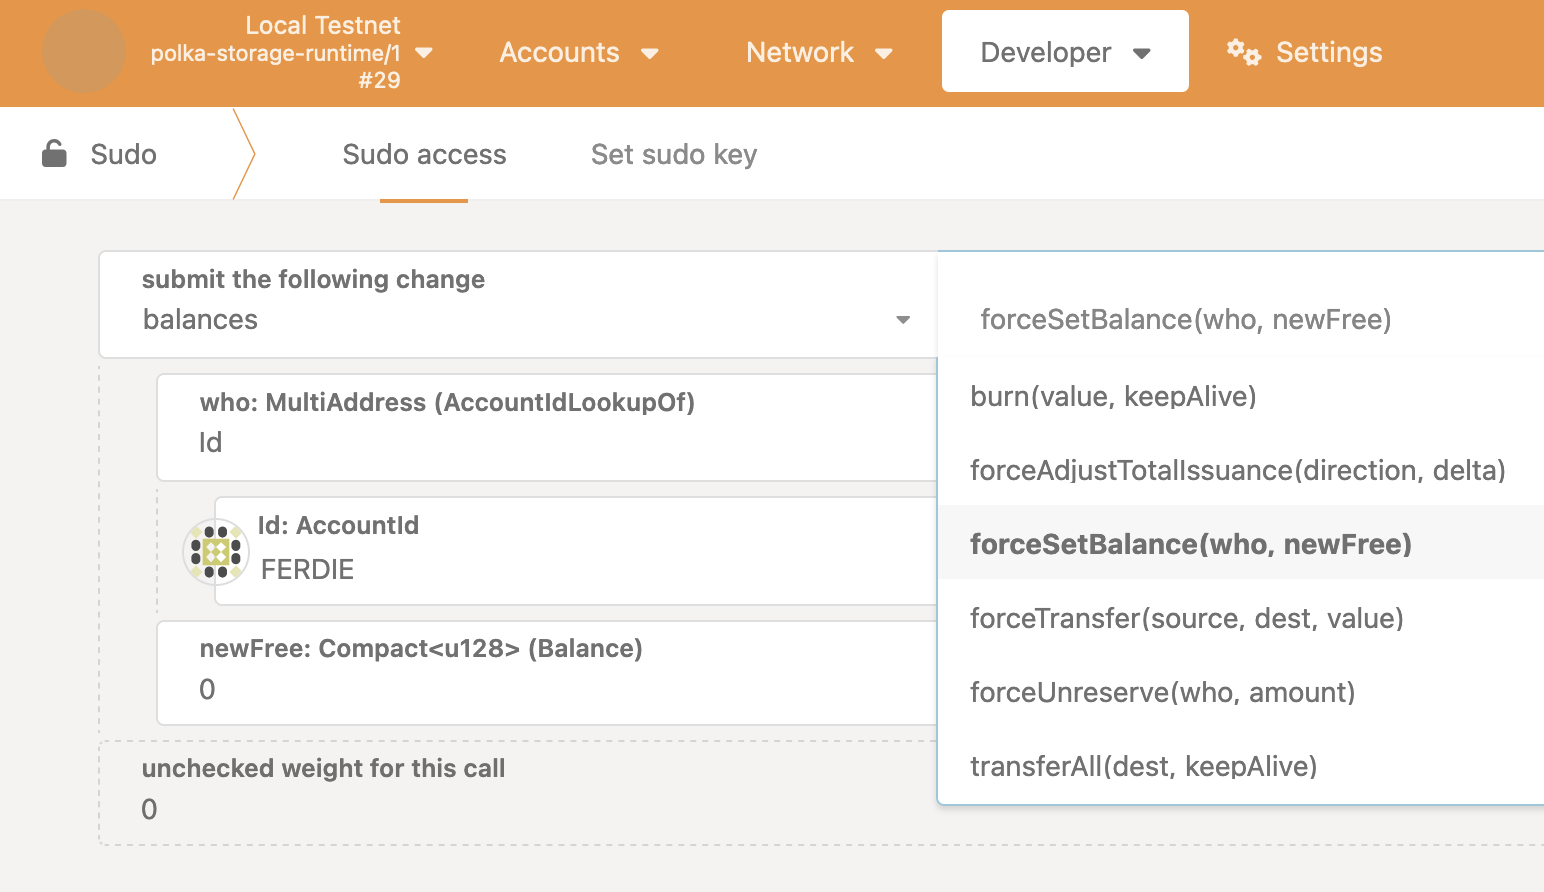 Local Testnet
polka-storage-runtime/1
#29
Accounts
Network
Developer
Settings
Sudo
Sudo access
Set sudo key
submit the following change
balances
forceSetBalance(who, newFree)
burn(value, keepAlive)
forceAdjustTotalIssuance(direction, delta)
forceSetBalance(who, newFree)
forceTransfer(source, dest, value)
forceUnreserve(who, amount)
transferAll(dest, keepAlive)
who: MultiAddress (AccountIdLookupOf)
Id
Id: AccountId
FERDIE
newFree: Compact<u128> (Balance)
0
unchecked weight for this call
0